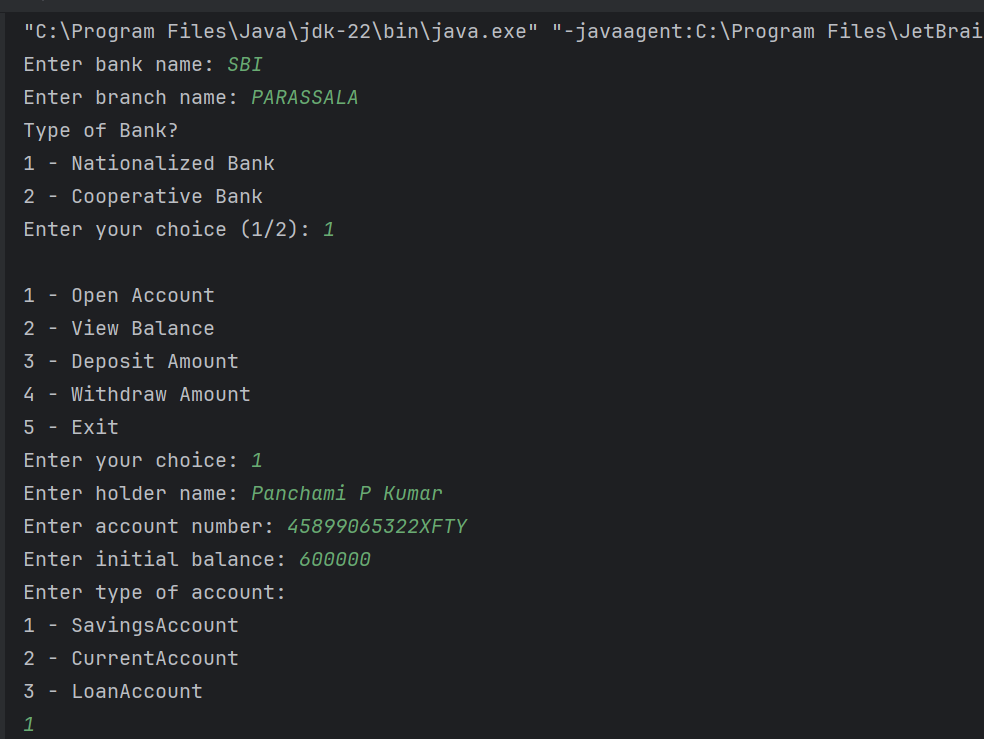 "C:\Program Files\Java\jdk-22\bin\java.exe" "-javaagent:C:\Program Files\JetBrai
Enter bank name: SBI
Enter branch name: PARASSALA
Type of Bank?
1 - Nationalized Bank
2 - Cooperative Bank
Enter your choice (1/2): 1

1 - Open Account
2 - View Balance
3 - Deposit Amount
4 - Withdraw Amount
5 - Exit
Enter your choice: 1
Enter holder name: Panchami P Kumar
Enter account number: 45899065322XFTY
Enter initial balance: 600000
Enter type of account:
1 - SavingsAccount
2 - CurrentAccount
3 - LoanAccount
1